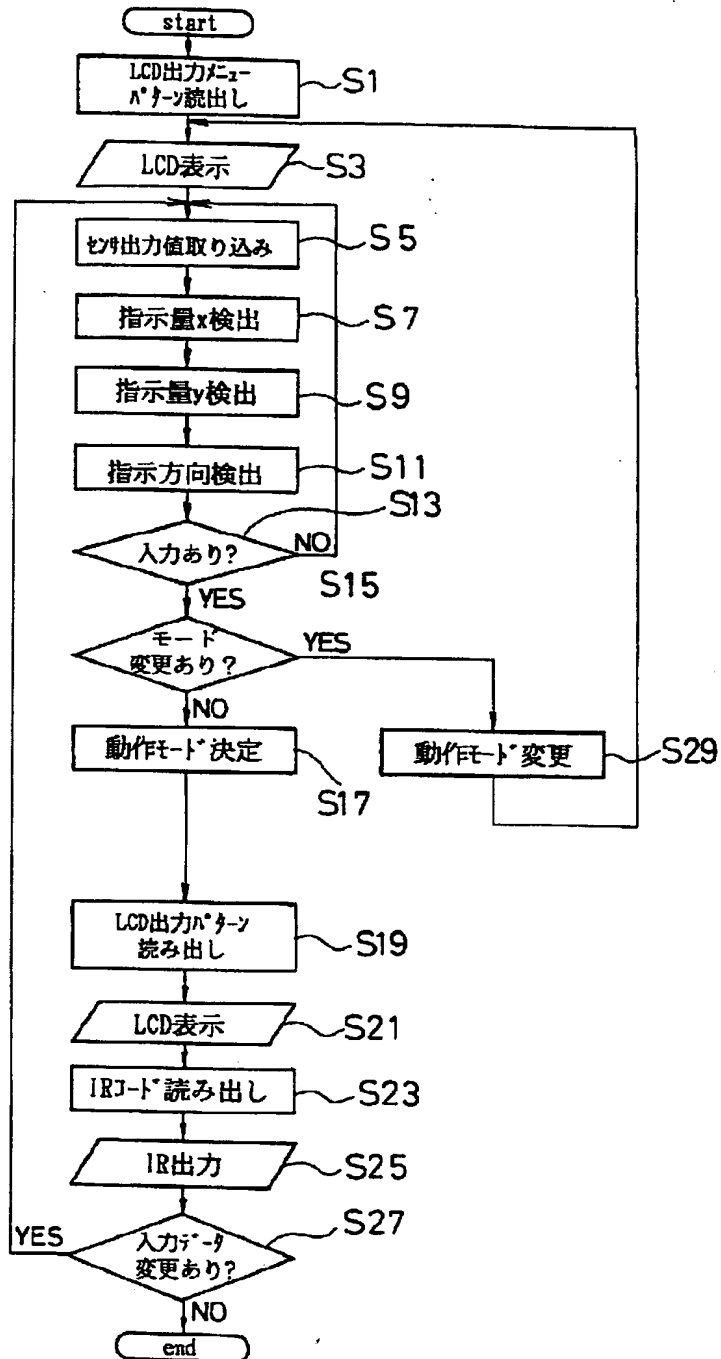 start
LCD出力メニュー
パターン読出し
S1
LCD表示
S3
センサ出力値取り込み
S5
指示量x検出
S7
指示量y検出
S9
指示方向検出
S11
S13
入力あり?
NO
S15
YES
モード
変更あり?
YES
NO
動作モード決定
S17
動作モード変更
S29
LCD出力パターン
読み出し
S19
LCD表示
S21
IRコード読み出し
S23
IR出力
S25
S27
YES
入力データ
変更あり?
NO
end